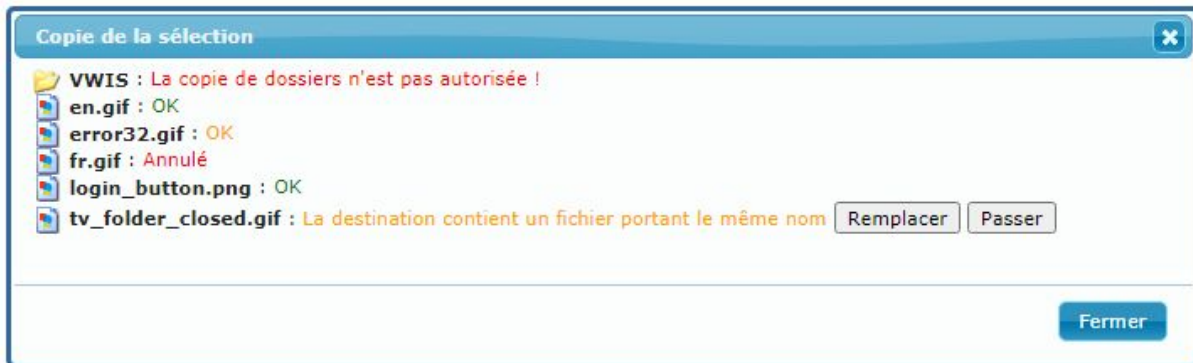 Copie de la sélection
VWIS : La copie de dossiers n'est pas autorisée !
en.gif : OK
error32.gif : OK
fr.gif : Annulé
login_button.png : OK
tv_folder_closed.gif : La destination contient un fichier portant le même nom Remplacer Passer
Fermer